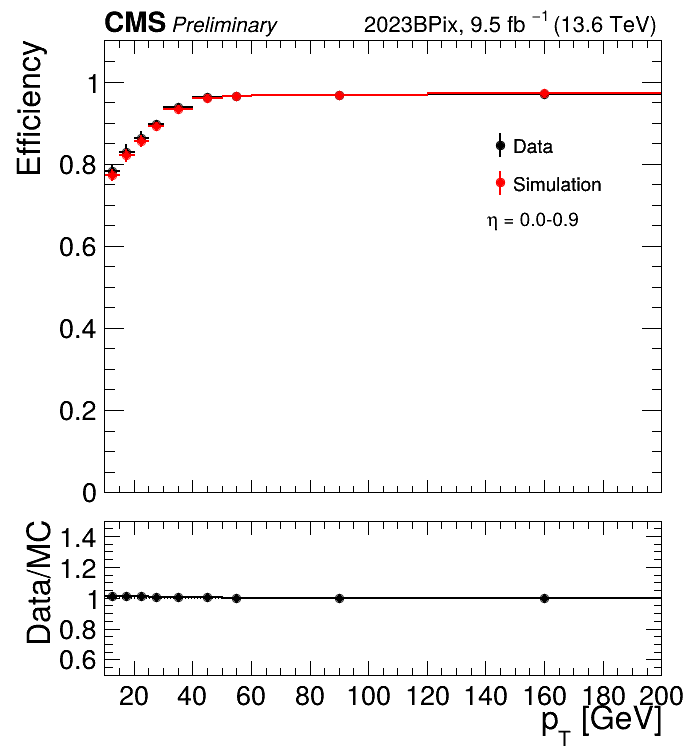 CMS Preliminary 2023BPix, 9.5 fb⁻¹ (13.6 TeV)
Efficiency
1
0.8
0.6
0.4
0.2
0
Data
Simulation
η = 0.0-0.9
Data/MC
1.4
1.2
1
0.8
0.6
20 40 60 80 100 120 140 160 180 200
p_T [GeV]